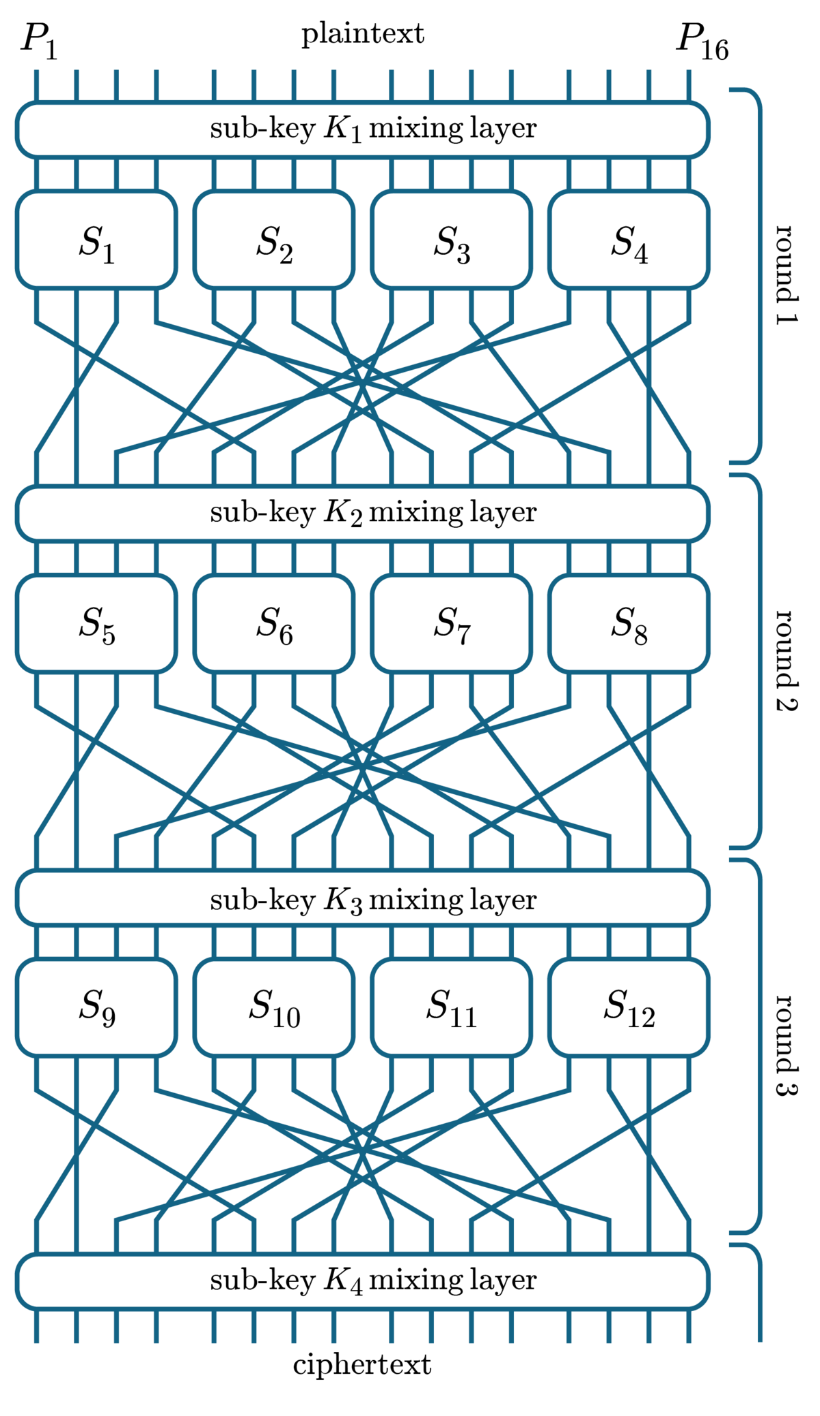 P₁ plaintext P₁₆
sub-key K₁ mixing layer
S₁ S₂ S₃ S₄
round 1
sub-key K₂ mixing layer
S₅ S₆ S₇ S₈
round 2
sub-key K₃ mixing layer
S₉ S₁₀ S₁₁ S₁₂
round 3
sub-key K₄ mixing layer
ciphertext